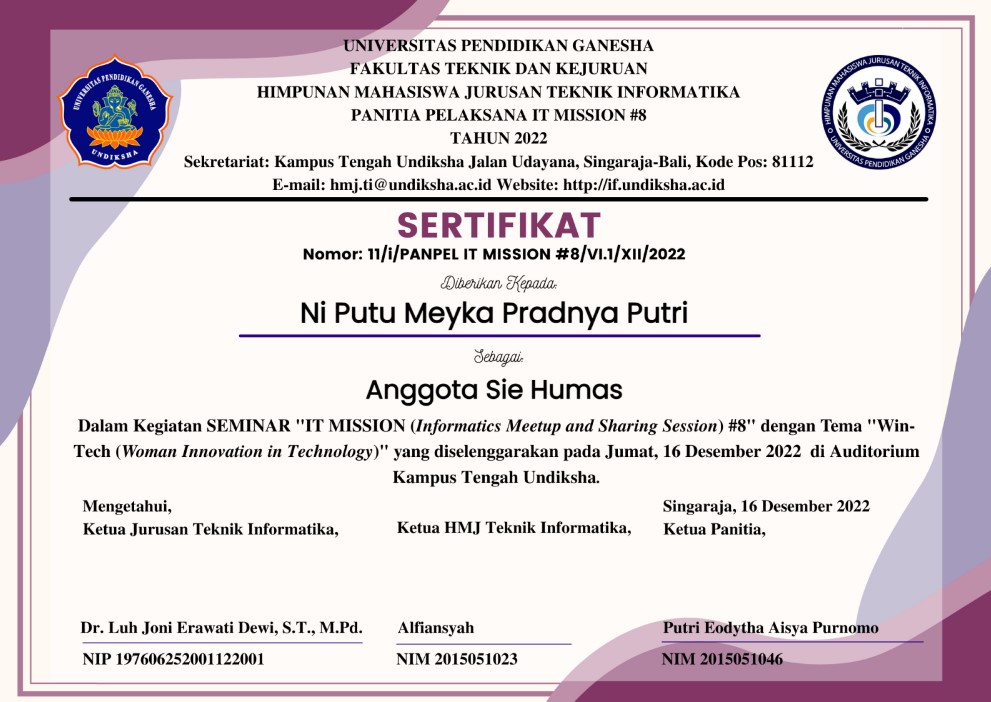 UNIVERSITAS PENDIDIKAN GANESHA
FAKULTAS TEKNIK DAN KEJURUAN
HIMPUNAN MAHASISWA JURUSAN TEKNIK INFORMATIKA
PANITIA PELAKSANA IT MISSION #8
TAHUN 2022
Sekretariat: Kampus Tengah Undiksha Jalan Udayana, Singaraja-Bali, Kode Pos: 81112
E-mail: hmj.ti@undiksha.ac.id Website: http://if.undiksha.ac.id
UNIVERSITAS PENDIDIKAN GANESHA
UNDIKSHA
HIMPUNAN MAHASISWA JURUSAN TEKNIK INFORMATIKA
UNIVERSITAS PENDIDIKAN GANESHA
SERTIFIKAT
Nomor: 11/i/PANPEL IT MISSION #8/VI.1/XII/2022
Diberikan Kepada:
Ni Putu Meyka Pradnya Putri
Sebagai:
Anggota Sie Humas
Dalam Kegiatan SEMINAR "IT MISSION (Informatics Meetup and Sharing Session) #8" dengan Tema "Win-
Tech (Woman Innovation in Technology)" yang diselenggarakan pada Jumat, 16 Desember 2022 di Auditorium
Kampus Tengah Undiksha.
Mengetahui,
Ketua Jurusan Teknik Informatika,
Dr. Luh Joni Erawati Dewi, S.T., M.Pd.
NIP 197606252001122001
Ketua HMJ Teknik Informatika,
Alfiansyah
NIM 2015051023
Singaraja, 16 Desember 2022
Ketua Panitia,
Putri Eodytha Aisya Purnomo
NIM 2015051046